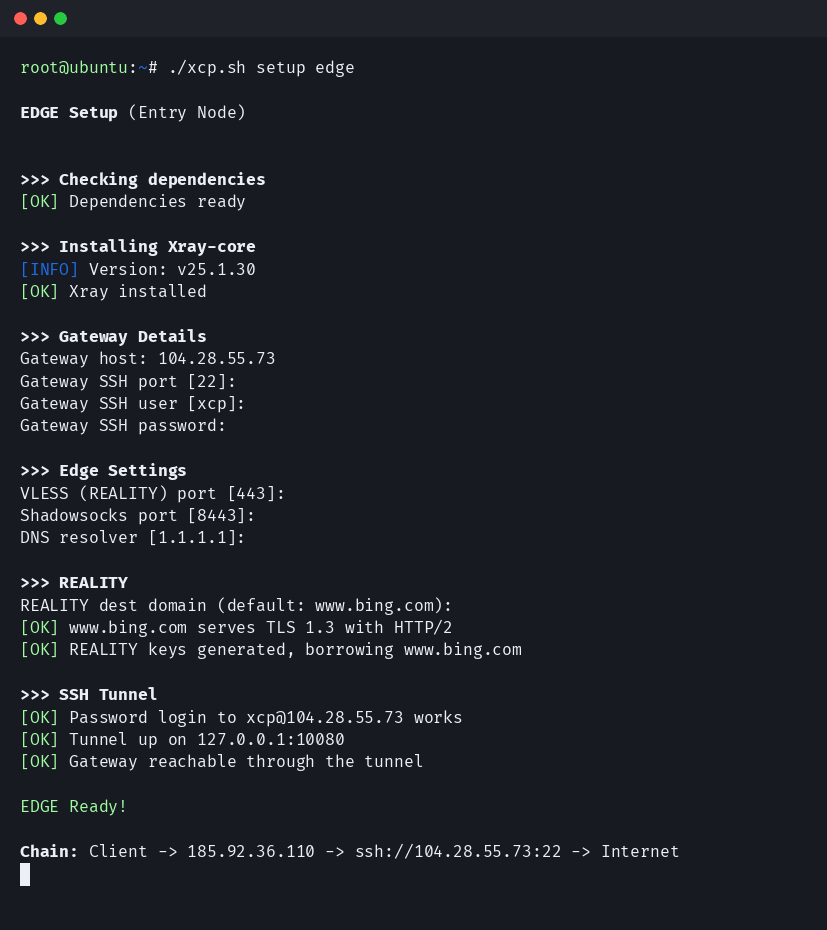 root@ubuntu:~# ./xcp.sh setup edge
EDGE Setup (Entry Node)
>>> Checking dependencies
[OK] Dependencies ready
>>> Installing Xray-core
[INFO] Version: v25.1.30
[OK] Xray installed
>>> Gateway Details
Gateway host: 104.28.55.73
Gateway SSH port [22]:
Gateway SSH user [xcp]:
Gateway SSH password:
>>> Edge Settings
VLESS (REALITY) port [443]:
Shadowsocks port [8443]:
DNS resolver [1.1.1.1]:
>>> REALITY
REALITY dest domain (default: www.bing.com):
[OK] www.bing.com serves TLS 1.3 with HTTP/2
[OK] REALITY keys generated, borrowing www.bing.com
>>> SSH Tunnel
[OK] Password login to xcp@104.28.55.73 works
[OK] Tunnel up on 127.0.0.1:10080
[OK] Gateway reachable through the tunnel
EDGE Ready!
Chain: Client -> 185.92.36.110 -> ssh://104.28.55.73:22 -> Internet